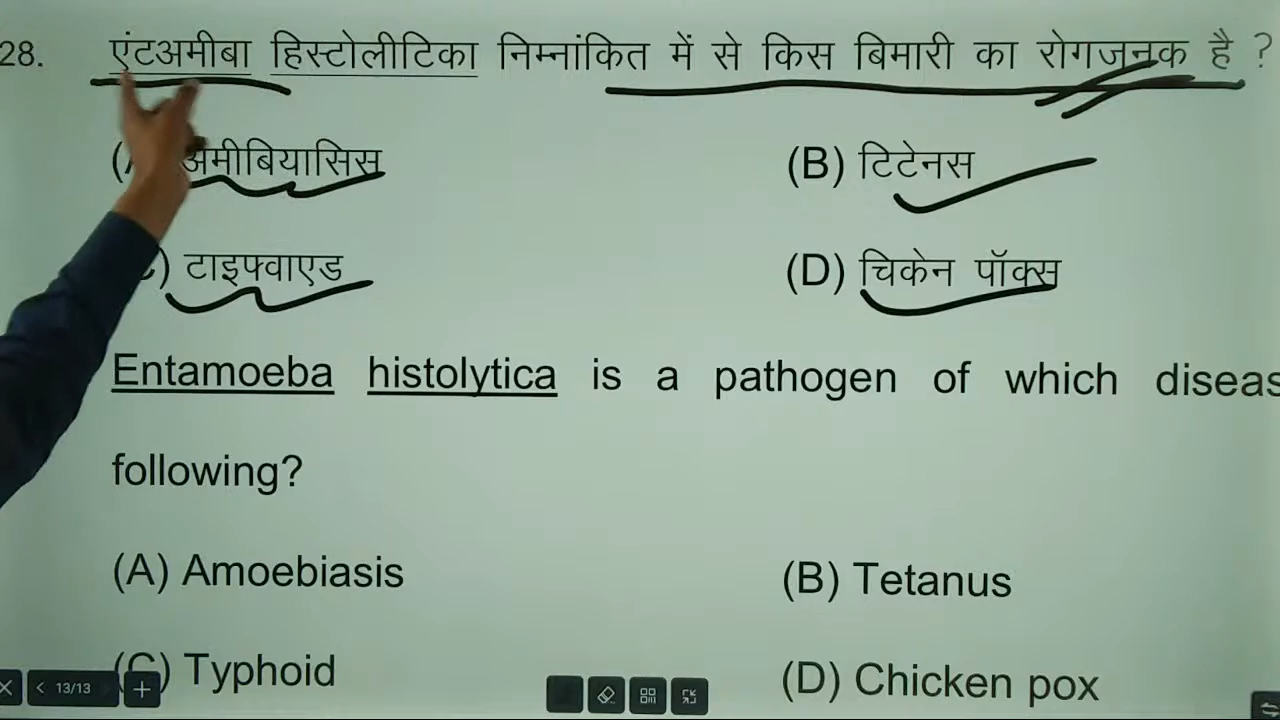 28. एंटअमीबा हिस्टोलीटिका निम्नांकित में से किस बिमारी का रोगजनक है ?
अमीबियासिस (B) टिटेनस
टाइफ्वाएड (D) चिकेन पॉक्स
Entamoeba histolytica is a pathogen of which
following?
(A) Amoebiasis (B) Tetanus
(C) Typhoid (D) Chicken pox
13/13